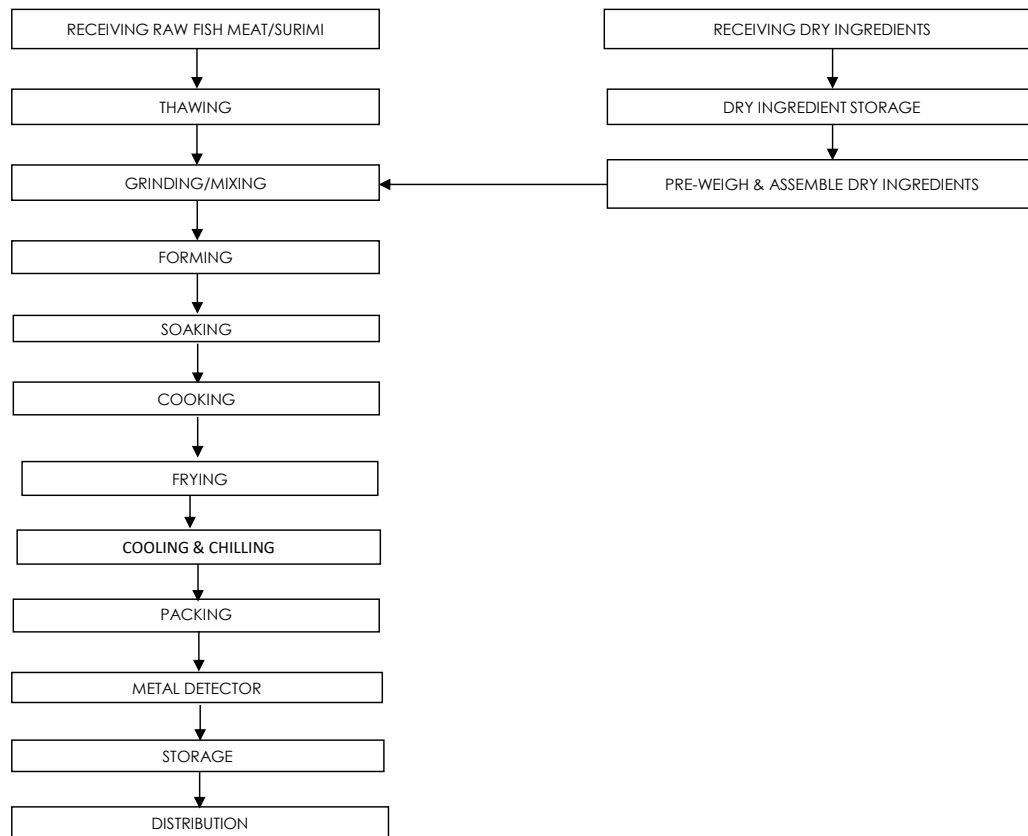 RECEIVING RAW FISH MEAT/SURIMI
THAWING
GRINDING/MIXING
FORMING
SOAKING
COOKING
FRYING
COOLING & CHILLING
PACKING
METAL DETECTOR
STORAGE
DISTRIBUTION
RECEIVING DRY INGREDIENTS
DRY INGREDIENT STORAGE
PRE-WEIGH & ASSEMBLE DRY INGREDIENTS